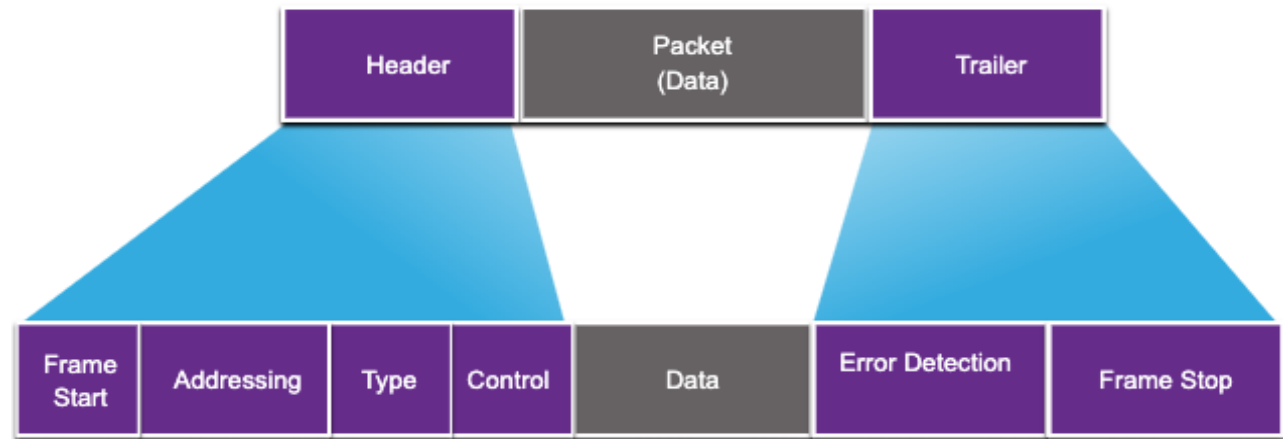 Header
Packet
(Data)
Trailer
Frame
Start
Addressing
Type
Control
Data
Error Detection
Frame Stop